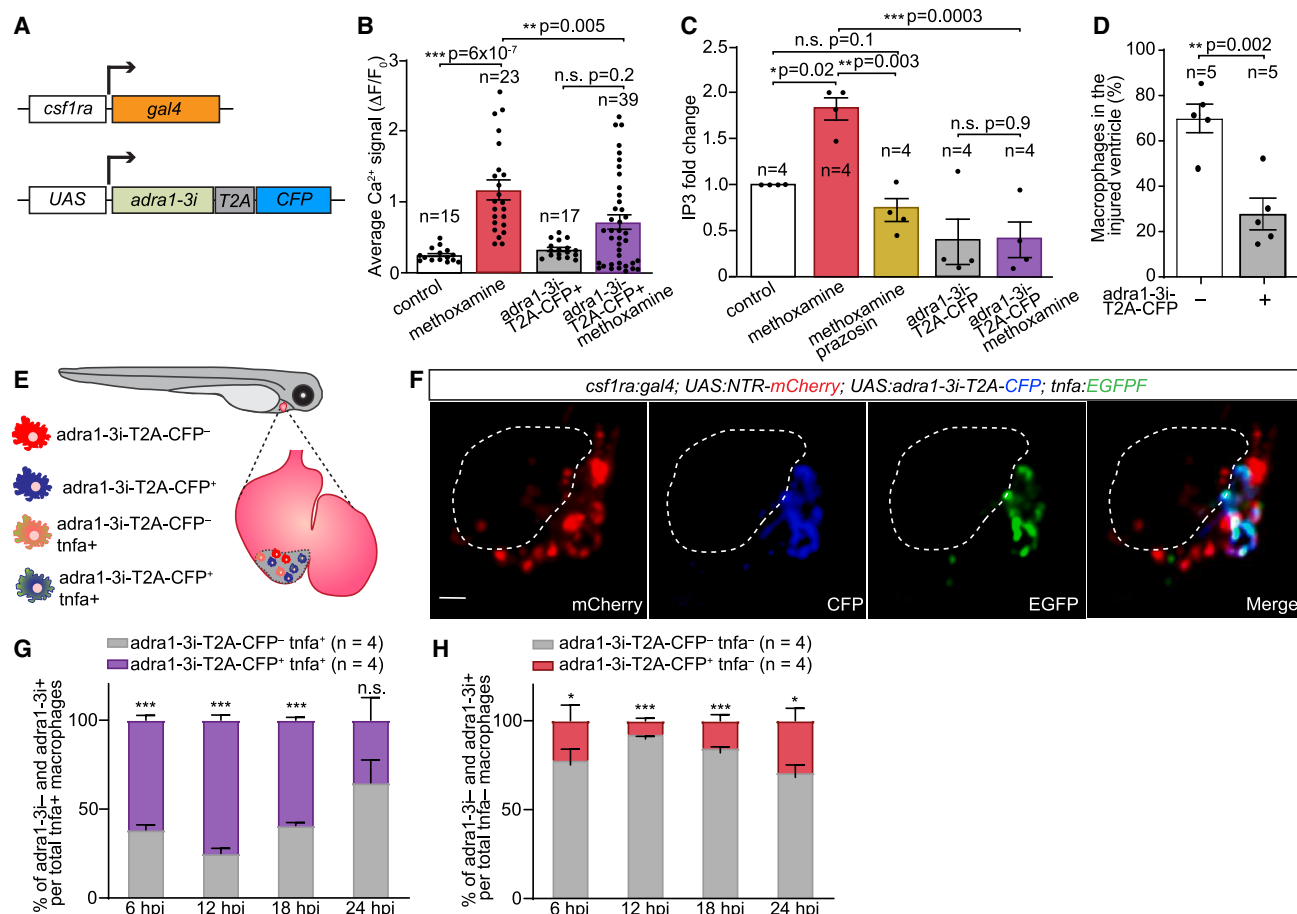 A
csf1ra
gal4
UAS
adra1-3i
T2A
CFP
B
** p=0.005
*** p=6x10⁻⁷
n.s. p=0.2
n=15
n=23
n=17
n=39
Average Ca²⁺ signal (ΔF/F₀)
3
2
1
0
control
methoxamine
adra1-3i-
T2A-CFP+
adra1-3i-
T2A-CFP+
methoxamine
C
*** p=0.0003
n.s. p=0.1
* p=0.02
** p=0.003
n.s. p=0.9
n=4
n=4
n=4
n=4
n=4
IP3 fold change
2.5
2.0
1.5
1.0
0.5
0
control
methoxamine
methoxamine
prazosin
adra1-3i-
T2A-CFP
adra1-3i-
T2A-CFP
methoxamine
D
** p=0.002
n=5
n=5
Macropphages in the
injured ventricle (%)
100
80
60
40
20
0
adra1-3i-
T2A-CFP
– +
E
adra1-3i-T2A-CFP⁻
adra1-3i-T2A-CFP⁺
adra1-3i-T2A-CFP⁻
tnfa+
adra1-3i-T2A-CFP⁺
tnfa+
F
csf1ra:gal4; UAS:NTR-mCherry; UAS:adra1-3i-T2A-CFP; tnfa:EGFPF
mCherry
CFP
EGFP
Merge
G
adra1-3i-T2A-CFP⁻ tnfa⁺ (n = 4)
adra1-3i-T2A-CFP⁺ tnfa⁺ (n = 4)
% of adra1-3i– and adra1-3i+
per total tnfa+ macrophages
*** *** *** n.s.
100
50
0
6 hpi 12 hpi 18 hpi 24 hpi
H
adra1-3i-T2A-CFP⁻ tnfa⁻ (n = 4)
adra1-3i-T2A-CFP⁺ tnfa⁻ (n = 4)
% of adra1-3i– and adra1-3i+
per total tnfa– macrophages
* *** *** *
100
50
0
6 hpi 12 hpi 18 hpi 24 hpi